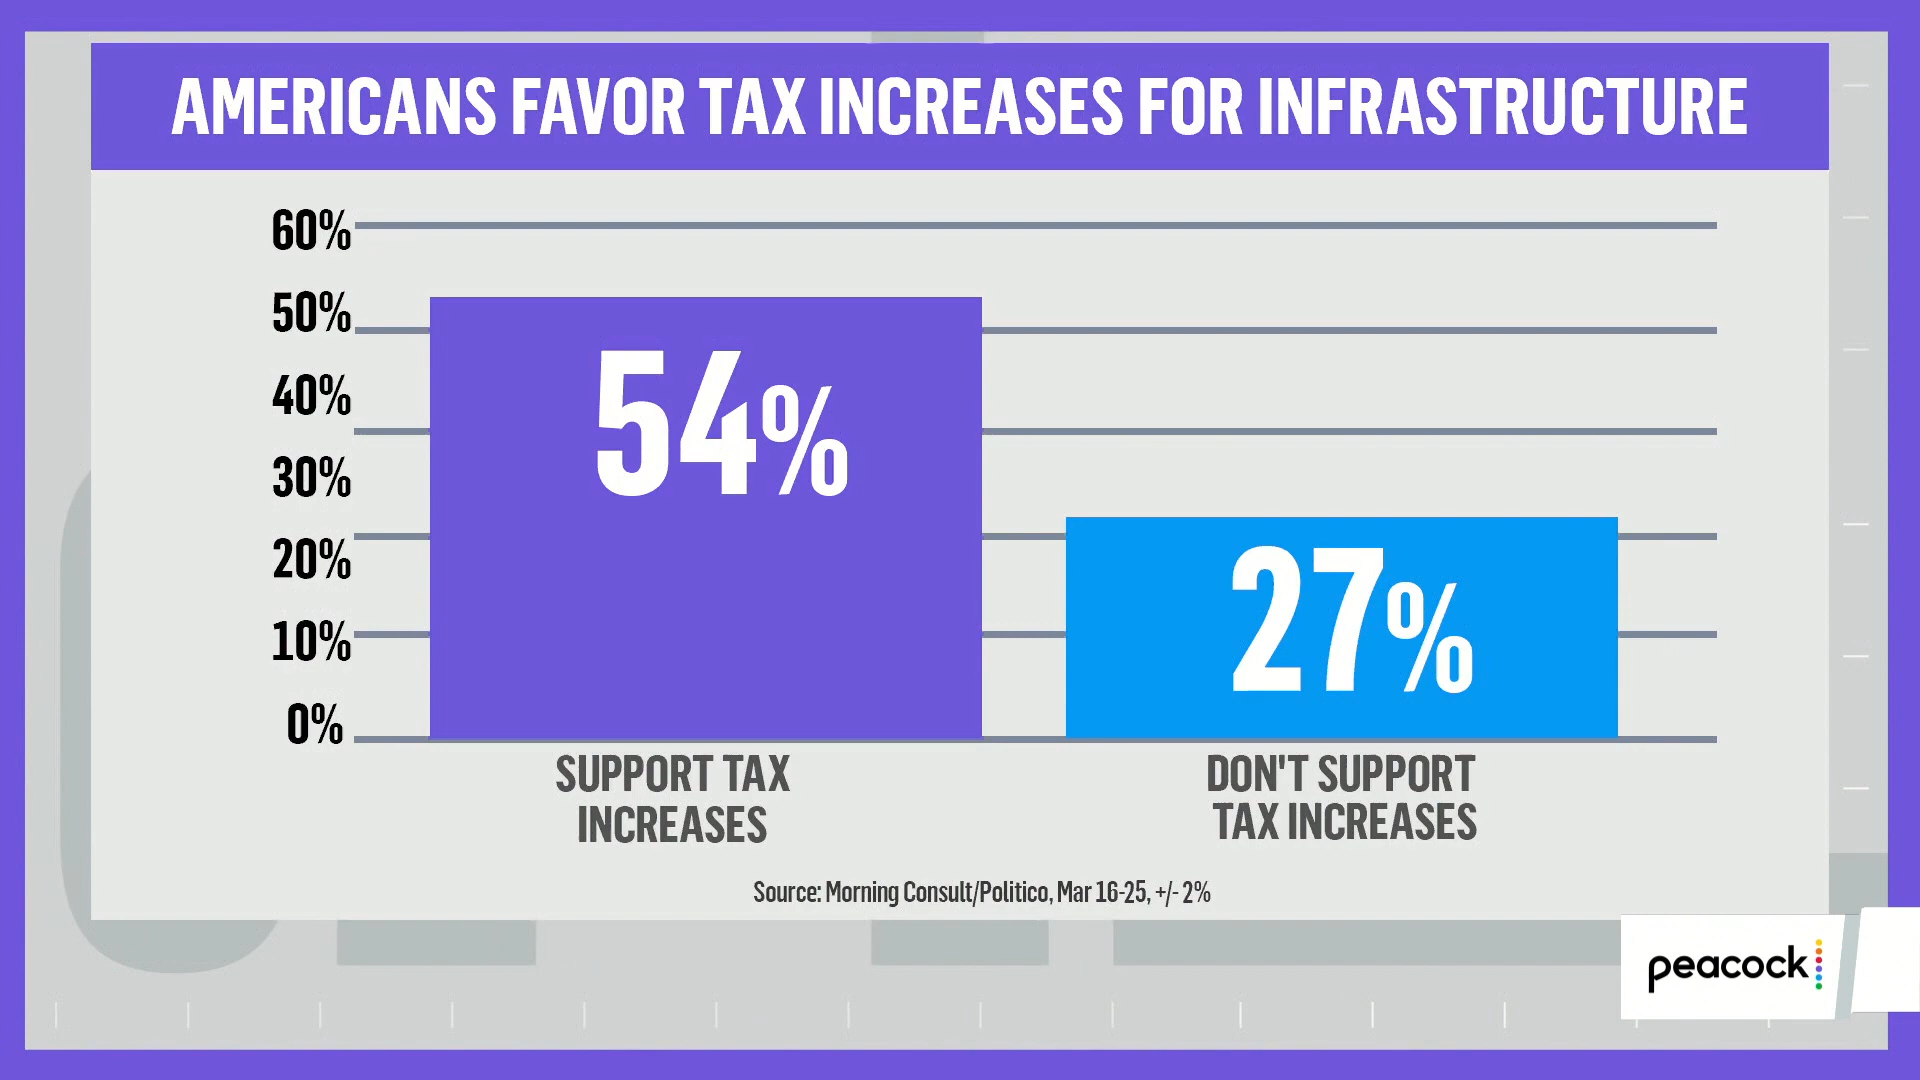 AMERICANS FAVOR TAX INCREASES FOR INFRASTRUCTURE
60%
50%
40%
30%
20%
10%
0%
54%
27%
SUPPORT TAX
INCREASES
DON'T SUPPORT
TAX INCREASES
Source: Morning Consult/Politico, Mar 16-25, +/- 2%
peacock